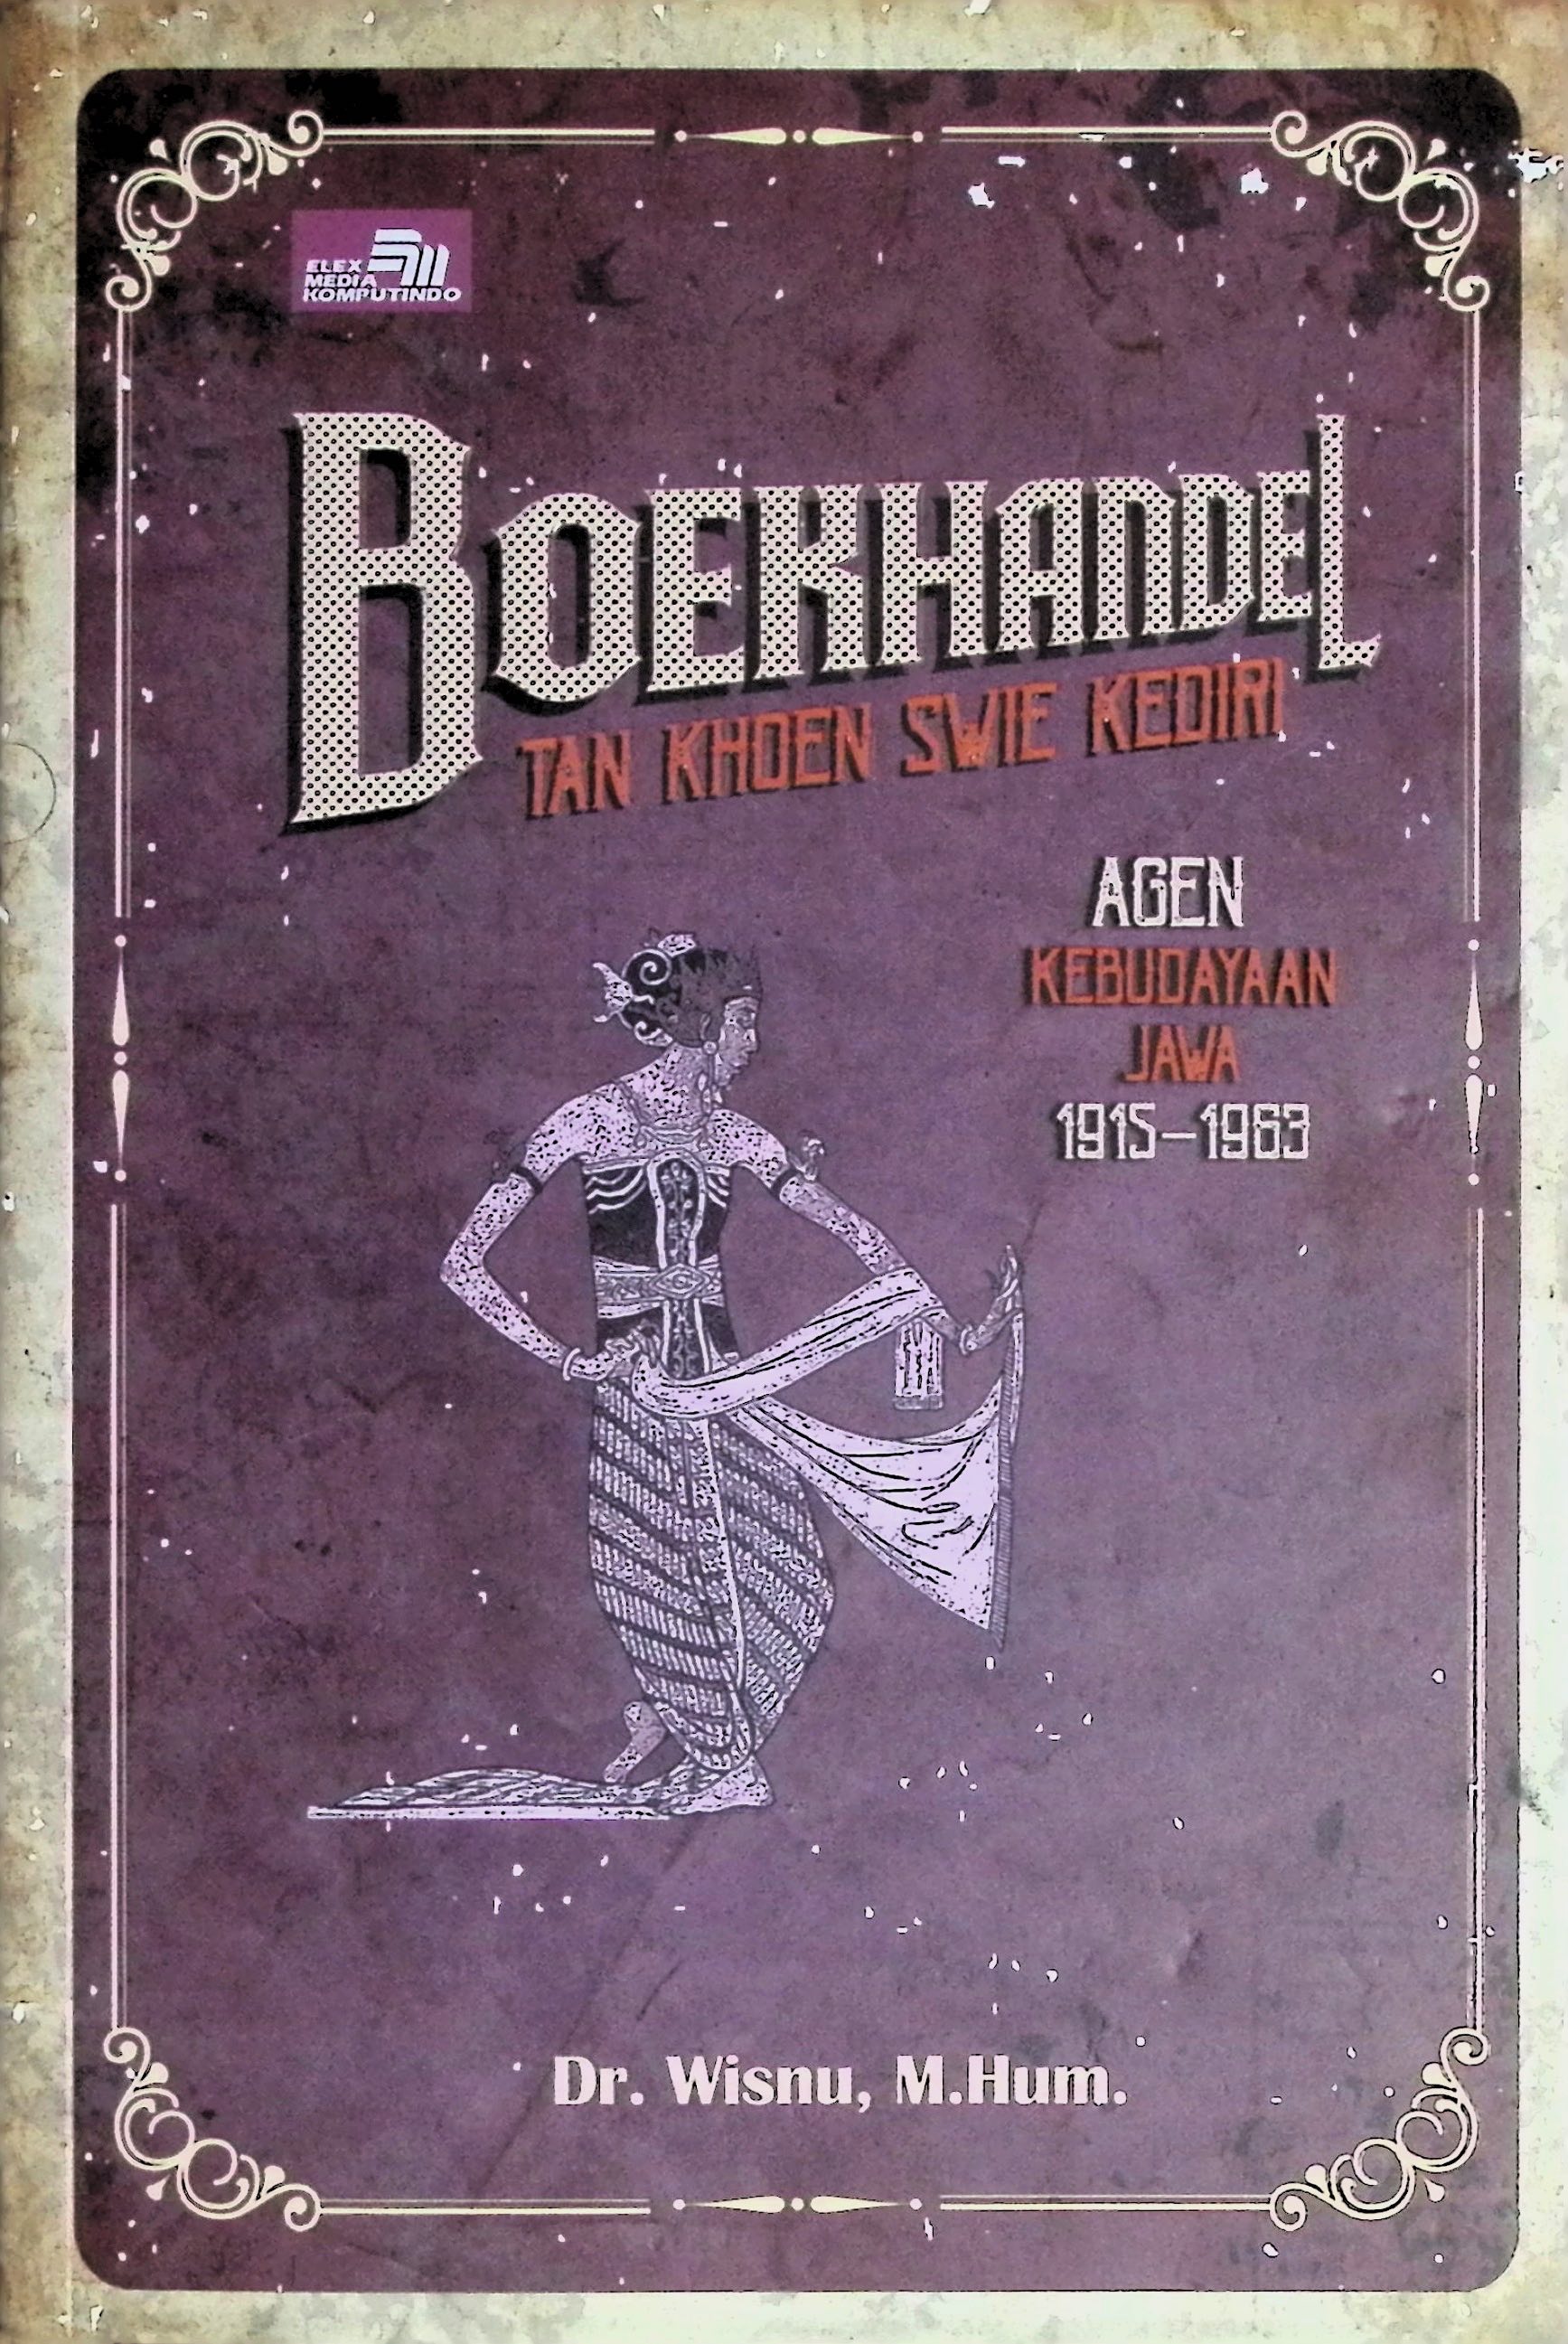 ELEX
MEDIA
KOMPUTINDO
BOEKHANDEL
TAN KHOEN SWIE KEDIRI
AGEN
KEBUDAYAAN
JAWA
1915–1963
Dr. Wisnu, M.Hum.